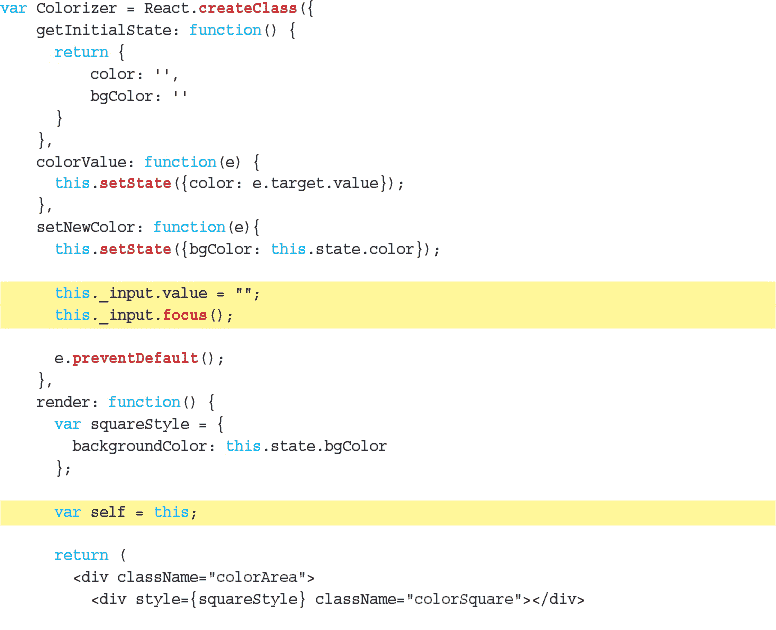 var Colorizer = React.createClass({
    getInitialState: function() {
      return {
          color: '',
          bgColor: ''
      }
    },
    colorValue: function(e) {
      this.setState({color: e.target.value});
    },
    setNewColor: function(e){
      this.setState({bgColor: this.state.color});

      this._input.value = "";
      this._input.focus();

      e.preventDefault();
    },
    render: function() {
      var squareStyle = {
        backgroundColor: this.state.bgColor
      };

      var self = this;

      return (
        <div className="colorArea">
          <div style={squareStyle} className="colorSquare"></div>